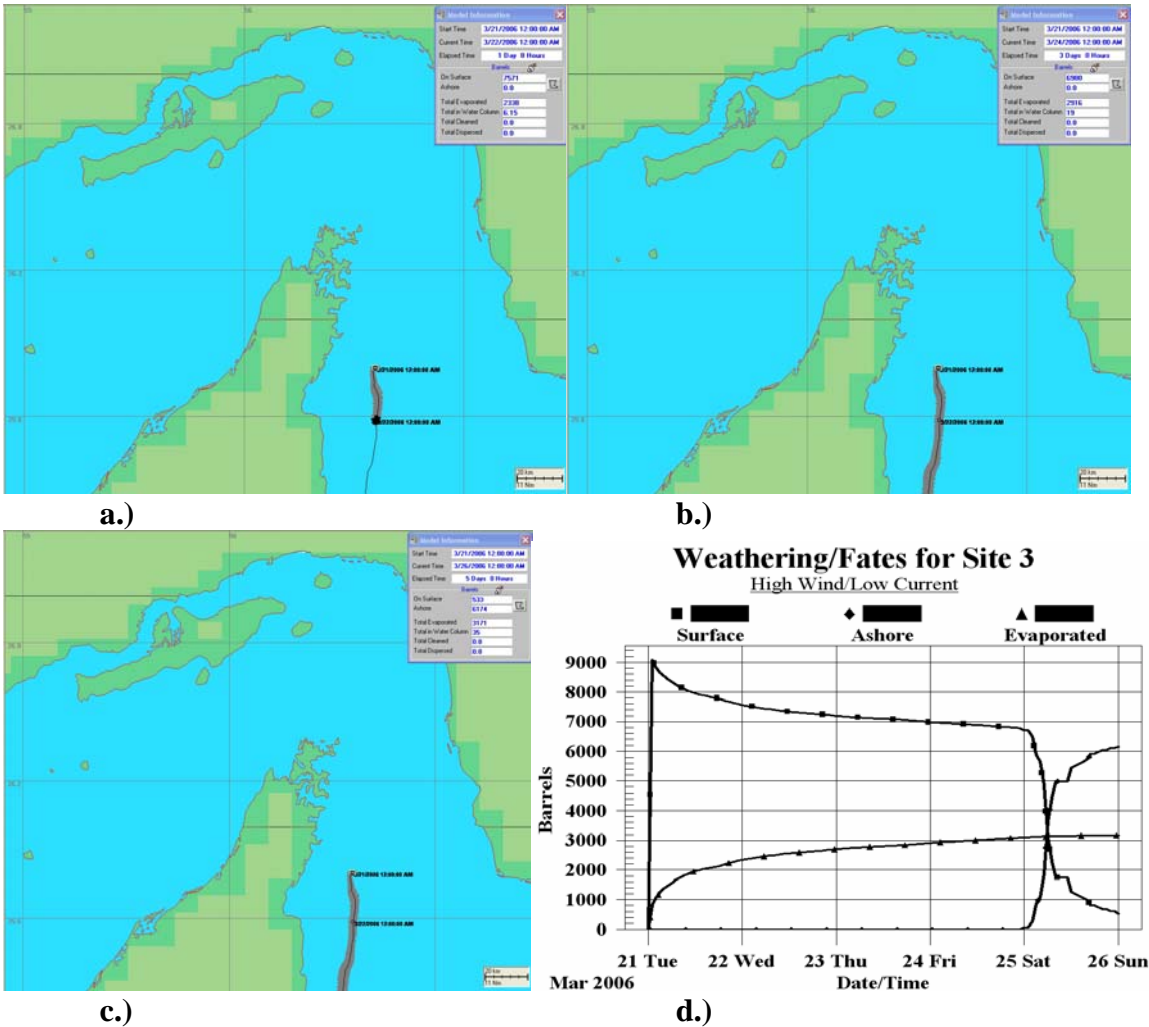 Model Information
Start Time 3/21/2006 12:00:00 AM
Current Time 3/22/2006 12:00:00 AM
Elapsed Time 1 Day 0 Hours
Barrels
On Surface 7571
Ashore 0.0
Total Evaporated 2338
Total in Water Column 6.15
Total Cleaned 0.0
Total Dispersed 0.0
/21/2006 12:00:00 AM
3/22/2006 12:00:00 AM
20 km
11 Nm
a.)
Model Information
Start Time 3/21/2006 12:00:00 AM
Current Time 3/24/2006 12:00:00 AM
Elapsed Time 3 Days 0 Hours
Barrels
On Surface 6980
Ashore 0.0
Total Evaporated 2916
Total in Water Column 19
Total Cleaned 0.0
Total Dispersed 0.0
/21/2006 12:00:00 AM
3/22/2006 12:00:00 AM
20 km
11 Nm
b.)
Model Information
Start Time 3/21/2006 12:00:00 AM
Current Time 3/26/2006 12:00:00 AM
Elapsed Time 5 Days 0 Hours
Barrels
On Surface 533
Ashore 6174
Total Evaporated 3171
Total in Water Column 35
Total Cleaned 0.0
Total Dispersed 0.0
/21/2006 12:00:00 AM
3/22/2006 12:00:00 AM
20 km
11 Nm
c.)
Weathering/Fates for Site 3
High Wind/Low Current
Surface Ashore Evaporated
9000
8000
7000
6000
5000
4000
3000
2000
1000
0
Barrels
21 Tue 22 Wed 23 Thu 24 Fri 25 Sat 26 Sun
Mar 2006 Date/Time
d.)